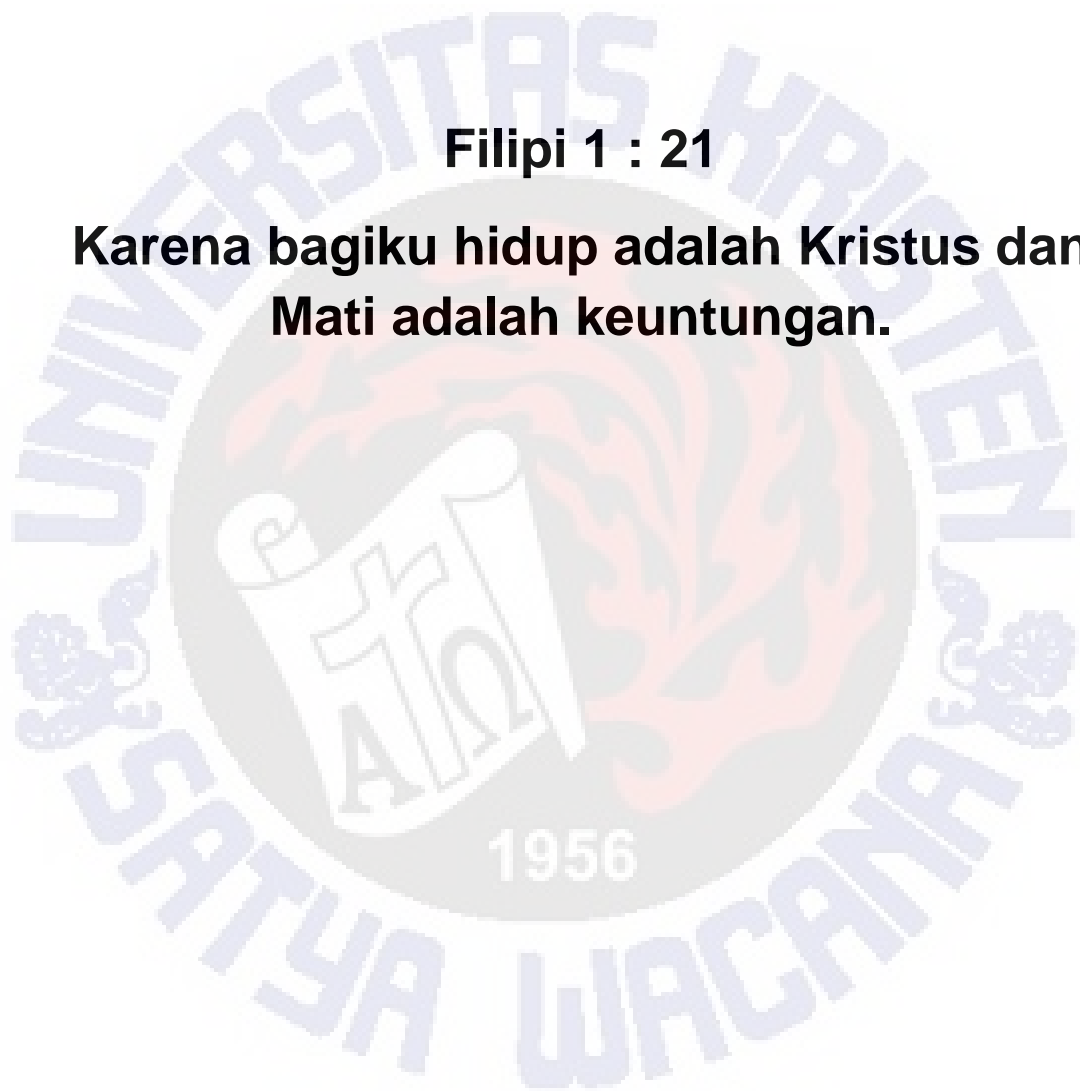 Filipi 1 : 21
Karena bagiku hidup adalah Kristus dan
Mati adalah keuntungan.
UNIVERSITAS KRISTEN
SATYA WACANA
Α Ω
1956